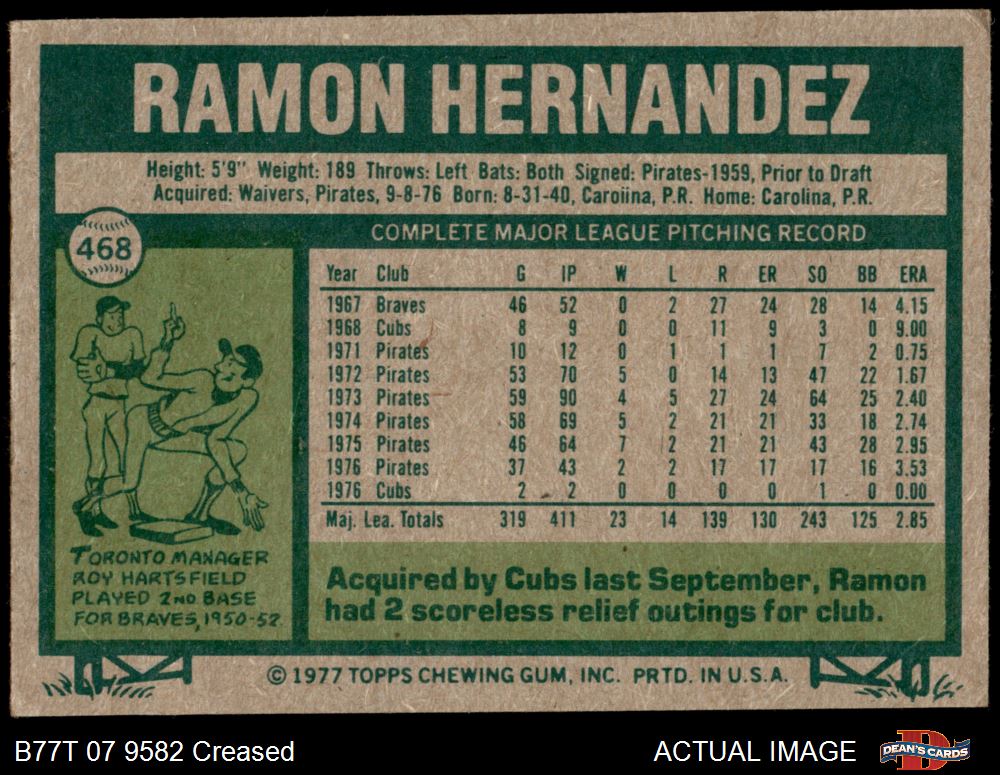 RAMON HERNANDEZ
Height: 5'9" Weight: 189 Throws: Left Bats: Both Signed: Pirates-1959, Prior to Draft
Acquired: Waivers, Pirates, 9-8-76 Born: 8-31-40, Caroiina, P.R. Home: Carolina, P.R.
468
COMPLETE MAJOR LEAGUE PITCHING RECORD
Year Club G IP W L R ER SO BB ERA
1967 Braves 46 52 0 2 27 24 28 14 4.15
1968 Cubs 8 9 0 0 11 9 3 0 9.00
1971 Pirates 10 12 0 1 1 1 7 2 0.75
1972 Pirates 53 70 5 0 14 13 47 22 1.67
1973 Pirates 59 90 4 5 27 24 64 25 2.40
1974 Pirates 58 69 5 2 21 21 33 18 2.74
1975 Pirates 46 64 7 2 21 21 43 28 2.95
1976 Pirates 37 43 2 2 17 17 17 16 3.53
1976 Cubs 2 2 0 0 0 0 1 0 0.00
Maj. Lea. Totals 319 411 23 14 139 130 243 125 2.85
TORONTO MANAGER
ROY HARTSFIELD
PLAYED 2ND BASE
FOR BRAVES, 1950-52.
Acquired by Cubs last September, Ramon
had 2 scoreless relief outings for club.
© 1977 TOPPS CHEWING GUM, INC. PRTD. IN U.S.A.
B77T 07 9582 Creased
ACTUAL IMAGE
D
DEAN'S CARDS